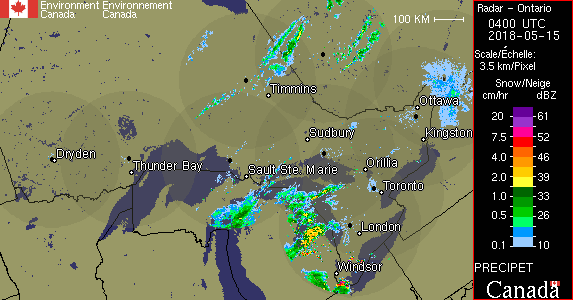 Environment Environnement
Canada Canada
100 KM
Timmins
Ottawa
Sudbury
Kingston
Dryden
Thunder Bay
Sault Ste. Marie
Orillia
Toronto
London
Windsor
Radar - Ontario
0400 UTC
2018-05-15
Scale/Échelle:
3.5 km/Pixel
Snow/Neige
cm/hr dBZ
20 61
7.5 52
4.0 46
2.0 39
1.0 33
0.5 26
0.1 10
PRECIPET
Canada